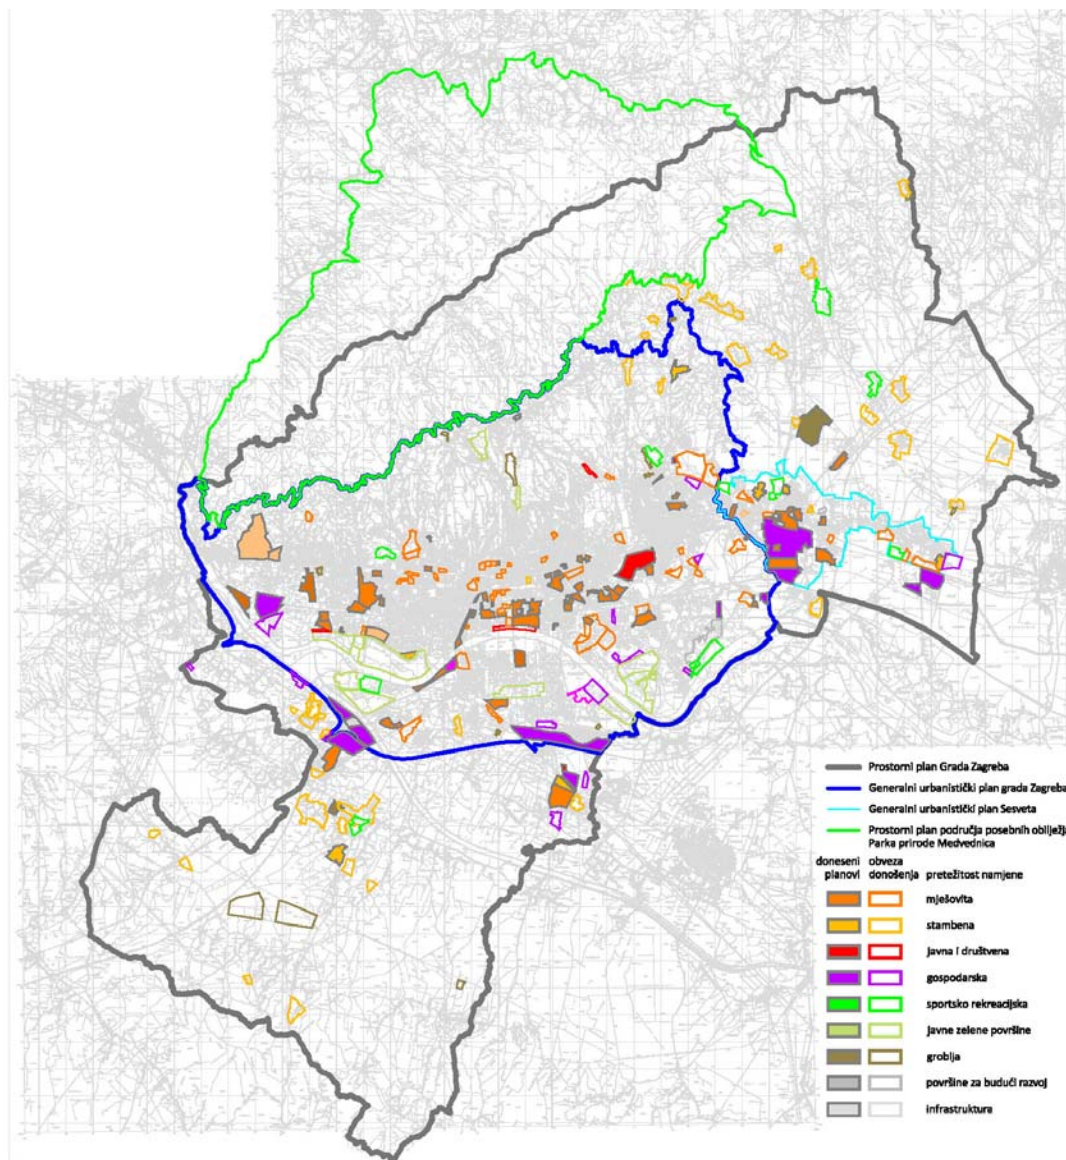 Prostorni plan Grada Zagreba
Generalni urbanistički plan grada Zagreba
Generalni urbanistički plan Sesveta
Prostorni plan područja posebnih obilježja
Parka prirode Medvednica
doneseni obveza
planovi donošenja pretežitost namjene
mješovita
stambena
javna i društvena
gospodarska
sportsko rekreacijska
javne zelene površine
groblja
površine za budući razvoj
infrastruktura